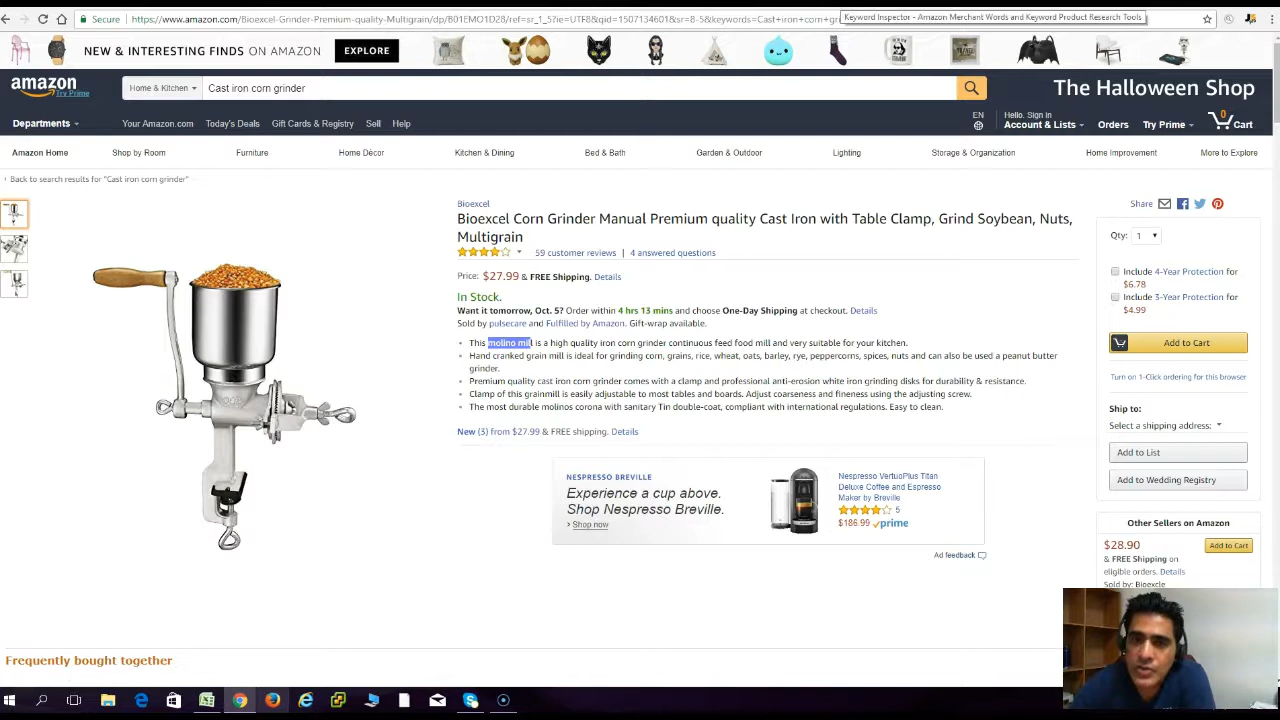 Secure
https://www.amazon.com/Bioexcel-Grinder-Premium-quality-Multigrain/dp/B01EMO1D28/ref=sr_1_5?ie=UTF8&qid=1507134601&sr=8-5&keywords=Cast+iron+corn+gr
Keyword Inspector - Amazon Merchant Words and Keyword Product Research Tools
NEW & INTERESTING FINDS ON AMAZON
EXPLORE
amazon
Try Prime
Home & Kitchen
Cast iron corn grinder
The Halloween Shop
Departments
Your Amazon.com
Today's Deals
Gift Cards & Registry
Sell
Help
EN
Hello. Sign in
Account & Lists
Orders
Try Prime
0
Cart
Amazon Home
Shop by Room
Furniture
Home Décor
Kitchen & Dining
Bed & Bath
Garden & Outdoor
Lighting
Storage & Organization
Home Improvement
More to Explore
‹ Back to search results for "Cast iron corn grinder"
Bioexcel
Bioexcel Corn Grinder Manual Premium quality Cast Iron with Table Clamp, Grind Soybean, Nuts,
Multigrain
59 customer reviews | 4 answered questions
Price: $27.99 & FREE Shipping. Details
In Stock.
Want it tomorrow, Oct. 5? Order within 4 hrs 13 mins and choose One-Day Shipping at checkout. Details
Sold by pulsecare and Fulfilled by Amazon. Gift-wrap available.
This molino mill is a high quality iron corn grinder continuous feed food mill and very suitable for your kitchen.
Hand cranked grain mill is ideal for grinding corn, grains, rice, wheat, oats, barley, rye, peppercorns, spices, nuts and can also be used a peanut butter
grinder.
Premium quality cast iron corn grinder comes with a clamp and professional anti-erosion white iron grinding disks for durability & resistance.
Clamp of this grainmill is easily adjustable to most tables and boards. Adjust coarseness and fineness using the adjusting screw.
The most durable molinos corona with sanitary Tin double-coat, compliant with international regulations. Easy to clean.
New (3) from $27.99 & FREE shipping. Details
NESPRESSO BREVILLE
Experience a cup above.
Shop Nespresso Breville.
› Shop now
Nespresso VertuoPlus Titan
Deluxe Coffee and Espresso
Maker by Breville
5
$186.99 prime
Ad feedback
Share
Qty: 1
Include 4-Year Protection for
$6.78
Include 3-Year Protection for
$4.99
Add to Cart
Turn on 1-Click ordering for this browser
Ship to:
Select a shipping address:
Add to List
Add to Wedding Registry
Other Sellers on Amazon
$28.90
Add to Cart
& FREE Shipping on
eligible orders. Details
Sold by: Bioexcle
Frequently bought together